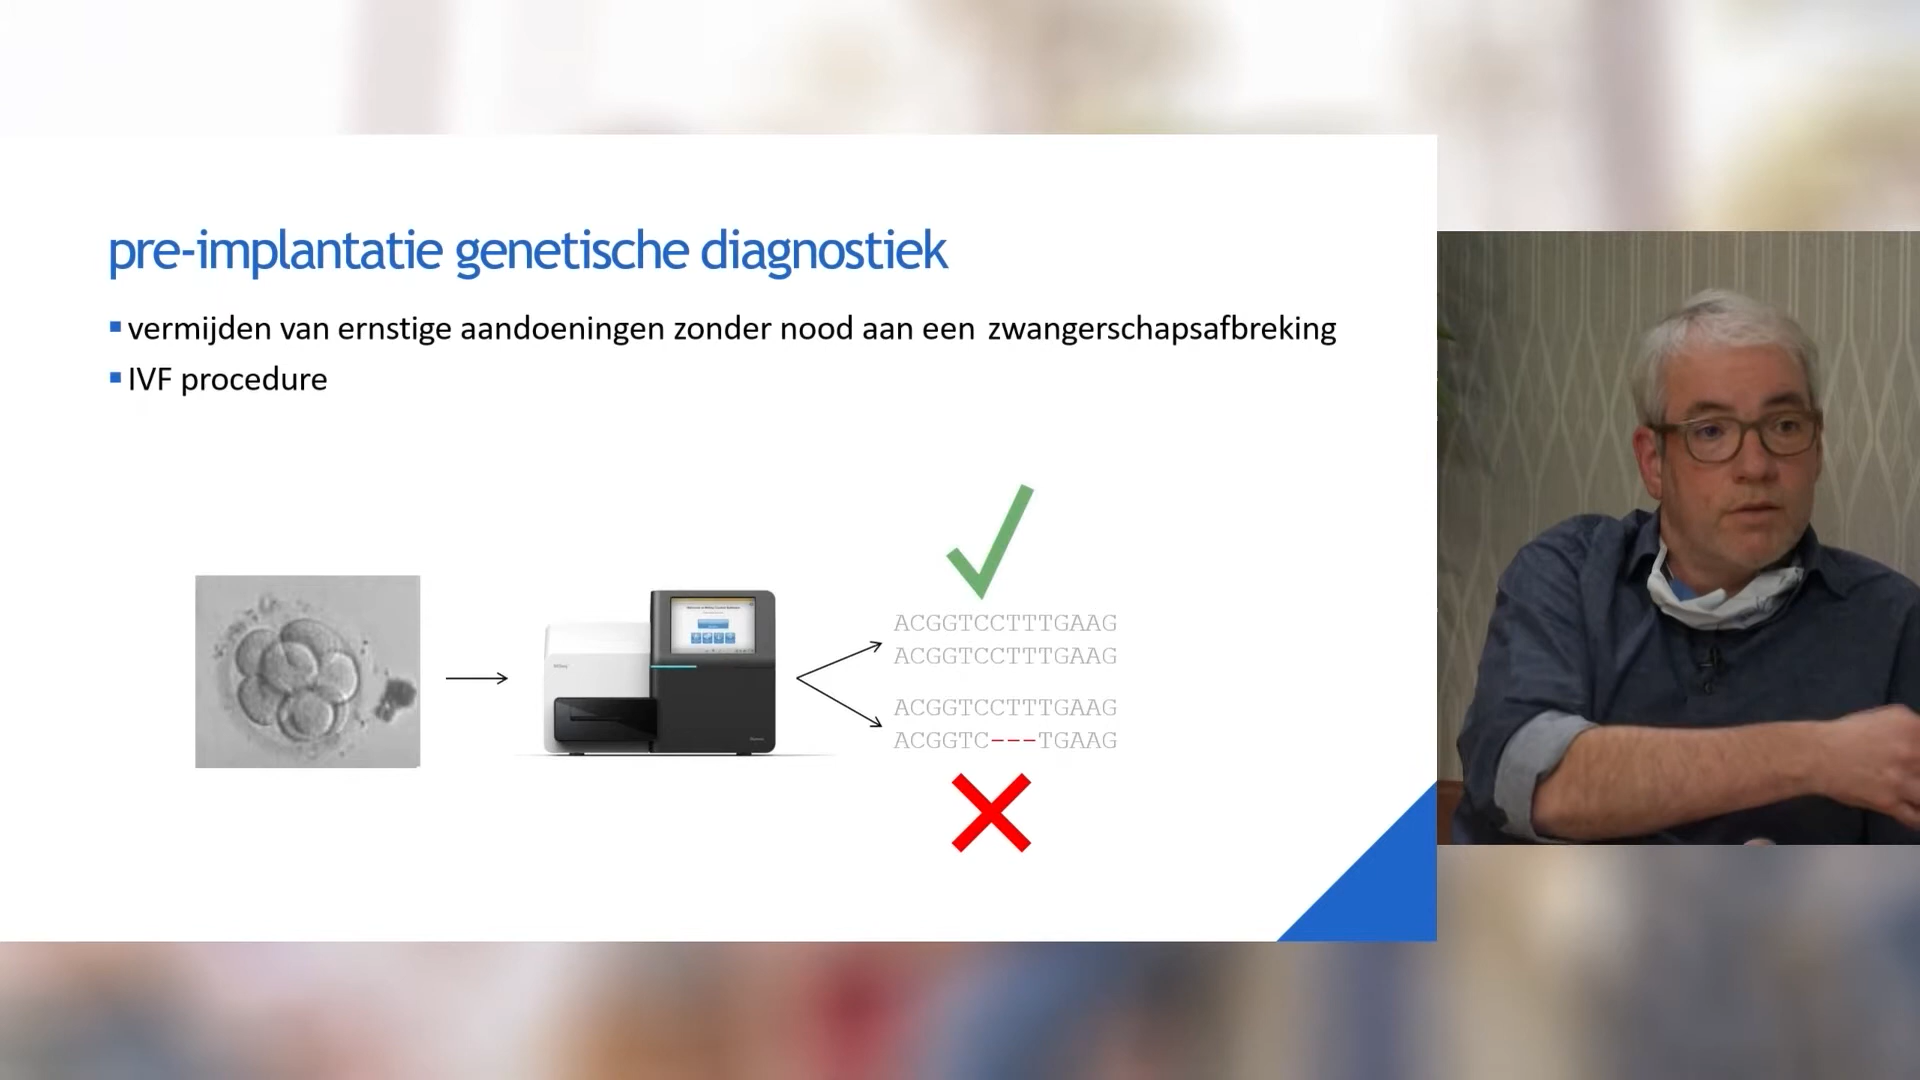 pre-implantatie genetische diagnostiek
vermijden van ernstige aandoeningen zonder nood aan een zwangerschapsafbreking
IVF procedure
ACGGTCCTTTGAAG
ACGGTCCTTTGAAG
ACGGTCCTTTGAAG
ACGGTC---TGAAG